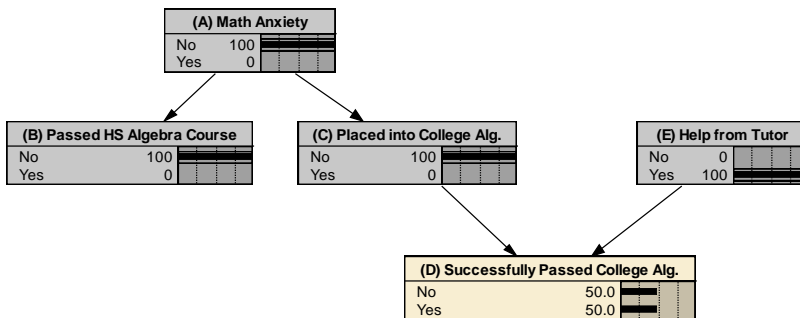 (A) Math Anxiety
No 100
Yes 0
(B) Passed HS Algebra Course
No 100
Yes 0
(C) Placed into College Alg.
No 100
Yes 0
(E) Help from Tutor
No 0
Yes 100
(D) Successfully Passed College Alg.
No 50.0
Yes 50.0